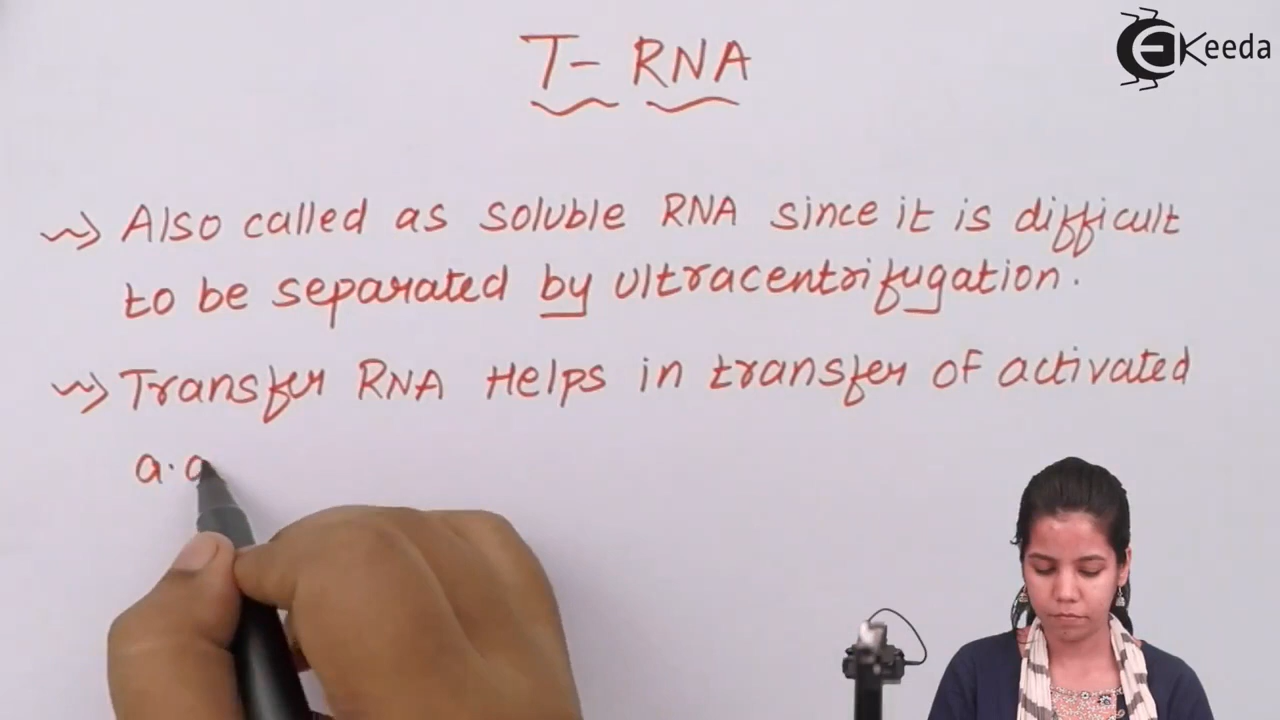 T-RNA
EKeeda
Also called as soluble RNA since it is difficult
to be separated by ultracentrifugation.
Transfer RNA Helps in transfer of activated
a.a